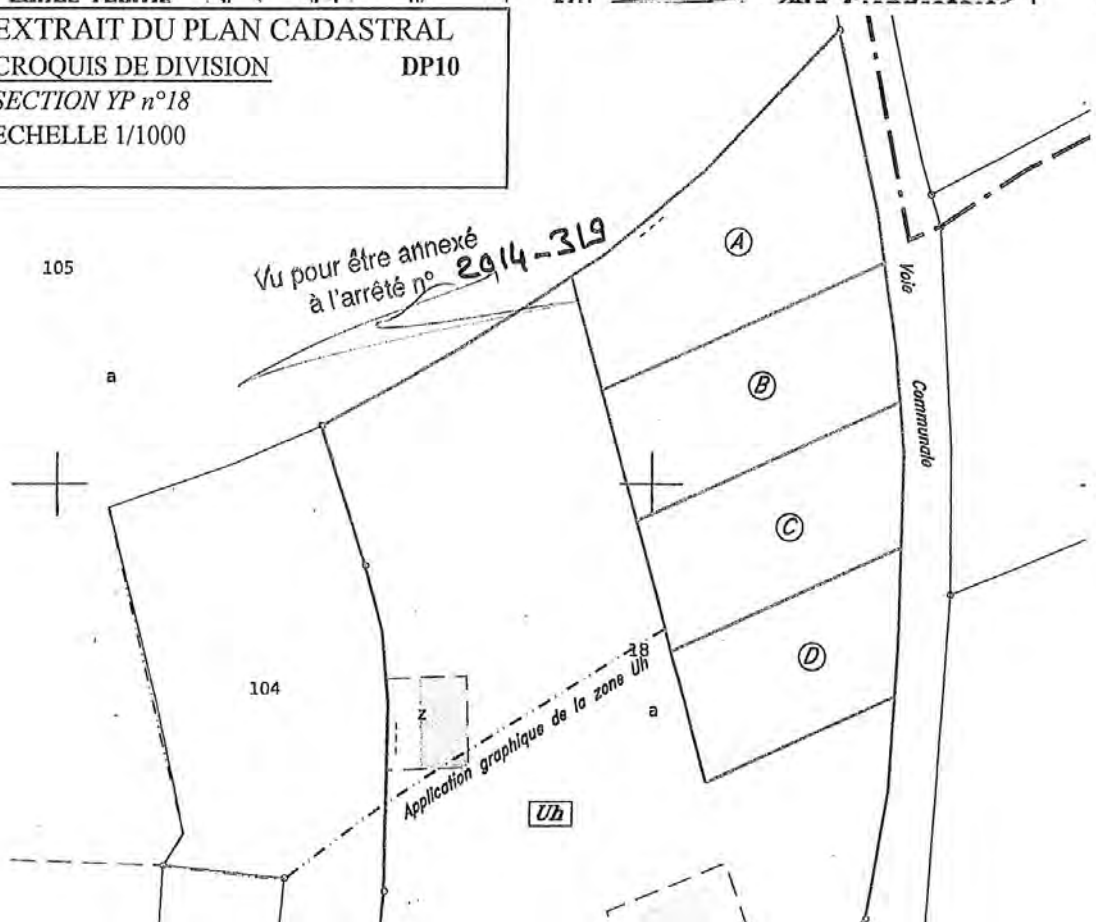 EXTRAIT DU PLAN CADASTRAL
CROQUIS DE DIVISION DP10
SECTION YP n°18
ECHELLE 1/1000
105
Vu pour être annexé
à l'arrêté n° 2014-319
a
A
Voie
B
Communale
C
D
104
z
18
Application graphique de la zone Uh
a
Uh